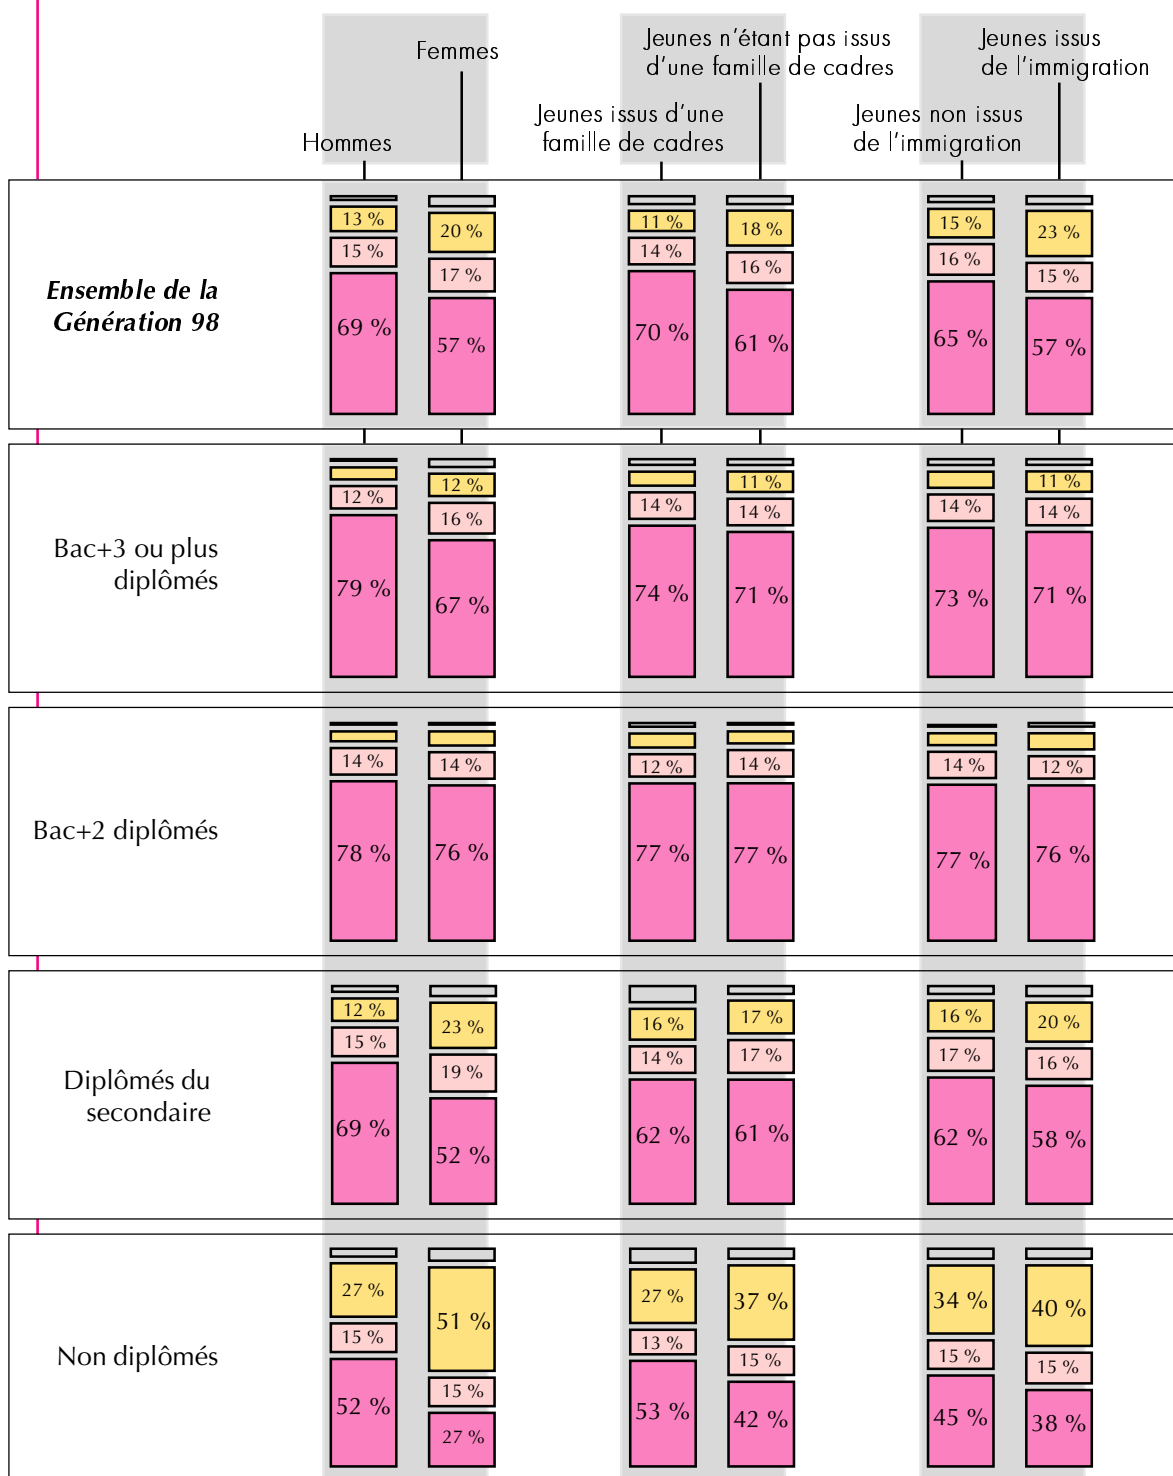 Femmes
Jeunes n'étant pas issus
d'une famille de cadres
Jeunes issus
de l'immigration
Hommes
Jeunes issus d'une
famille de cadres
Jeunes non issus
de l'immigration
Ensemble de la
Génération 98
13 % 20 % 11 % 18 % 15 % 23 %
15 % 17 % 14 % 16 % 16 % 15 %
69 % 57 % 70 % 61 % 65 % 57 %
Bac+3 ou plus
diplômés
12 % 11 % 11 %
12 % 16 % 14 % 14 % 14 % 14 %
79 % 67 % 74 % 71 % 73 % 71 %
Bac+2 diplômés
14 % 14 % 12 % 14 % 14 % 12 %
78 % 76 % 77 % 77 % 77 % 76 %
Diplômés du
secondaire
12 % 23 % 16 % 17 % 16 % 20 %
15 % 19 % 14 % 17 % 17 % 16 %
69 % 52 % 62 % 61 % 62 % 58 %
Non diplômés
27 % 51 % 27 % 37 % 34 % 40 %
15 % 15 % 13 % 15 % 15 % 15 %
52 % 27 % 53 % 42 % 45 % 38 %